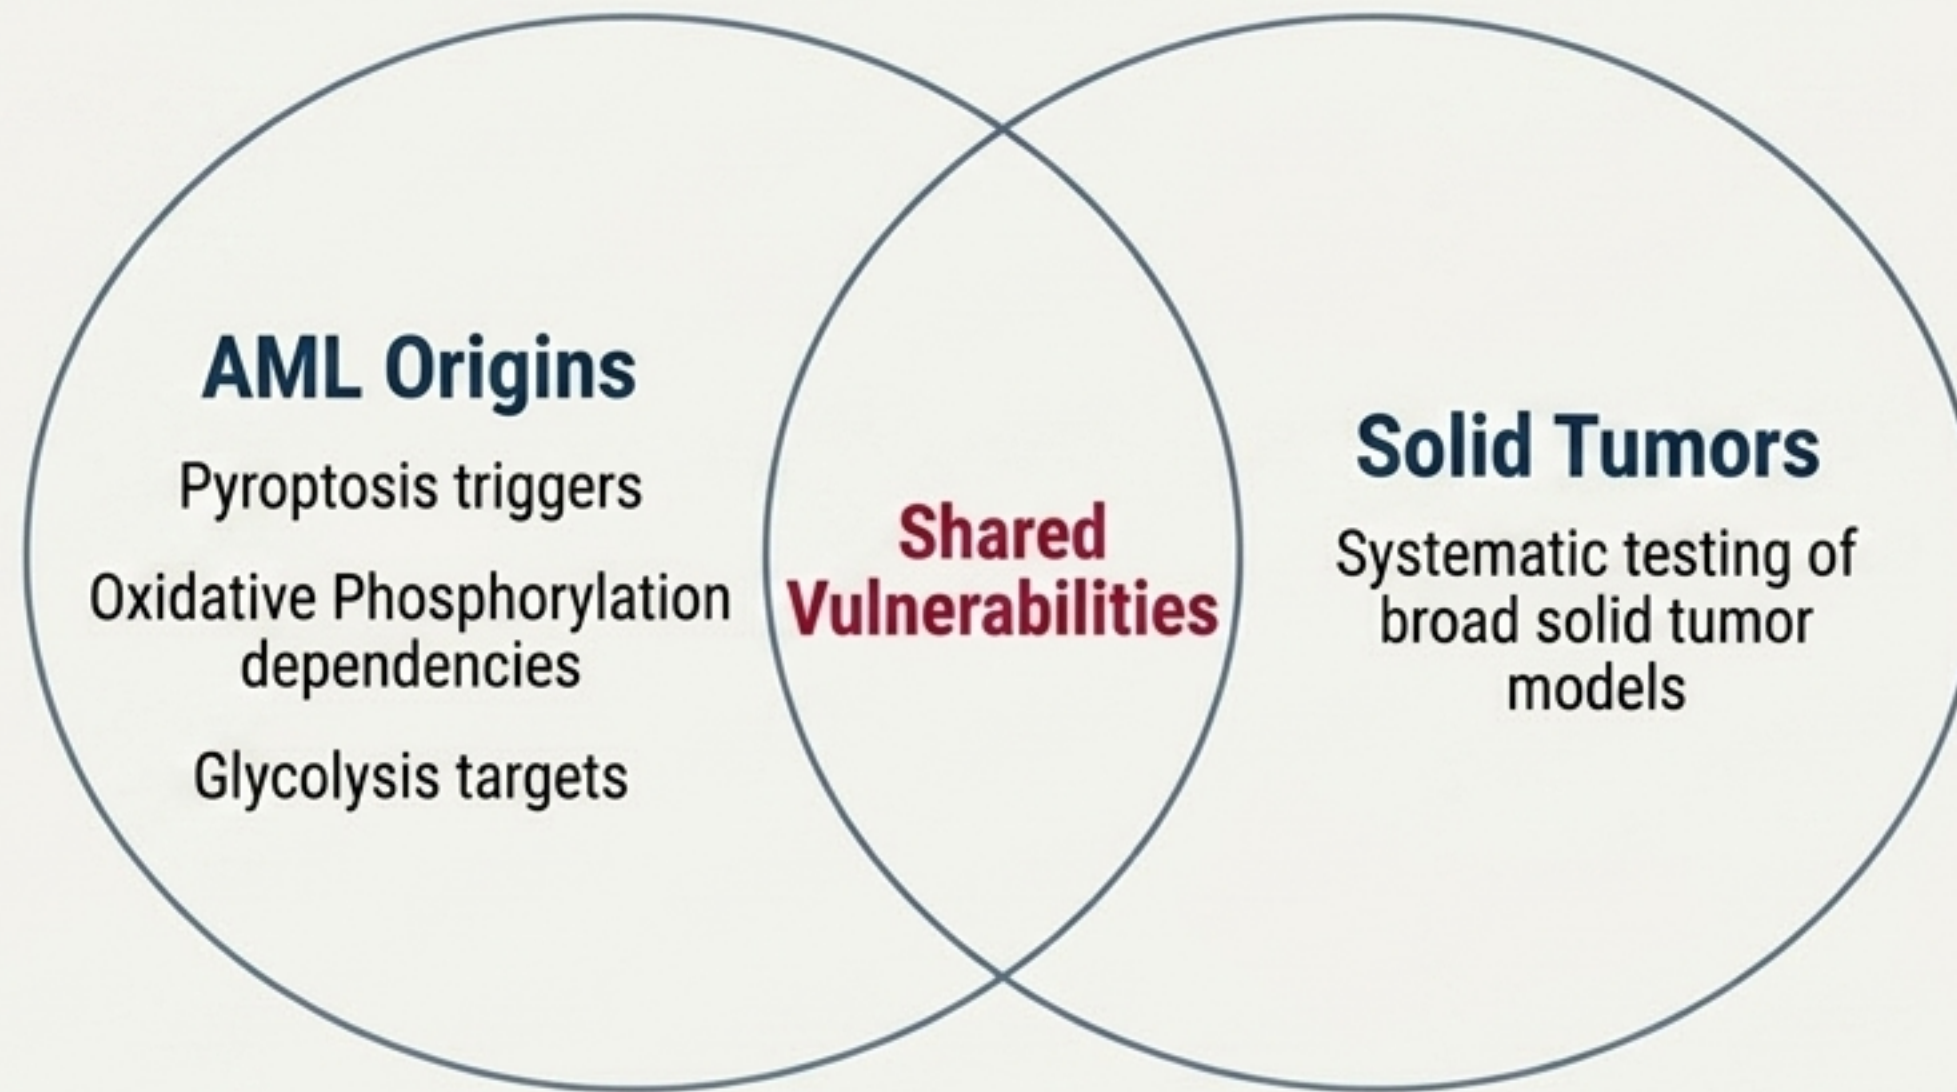 AML Origins
Pyroptosis triggers
Oxidative Phosphorylation
dependencies
Glycolysis targets
Shared
Vulnerabilities
Solid Tumors
Systematic testing of
broad solid tumor
models